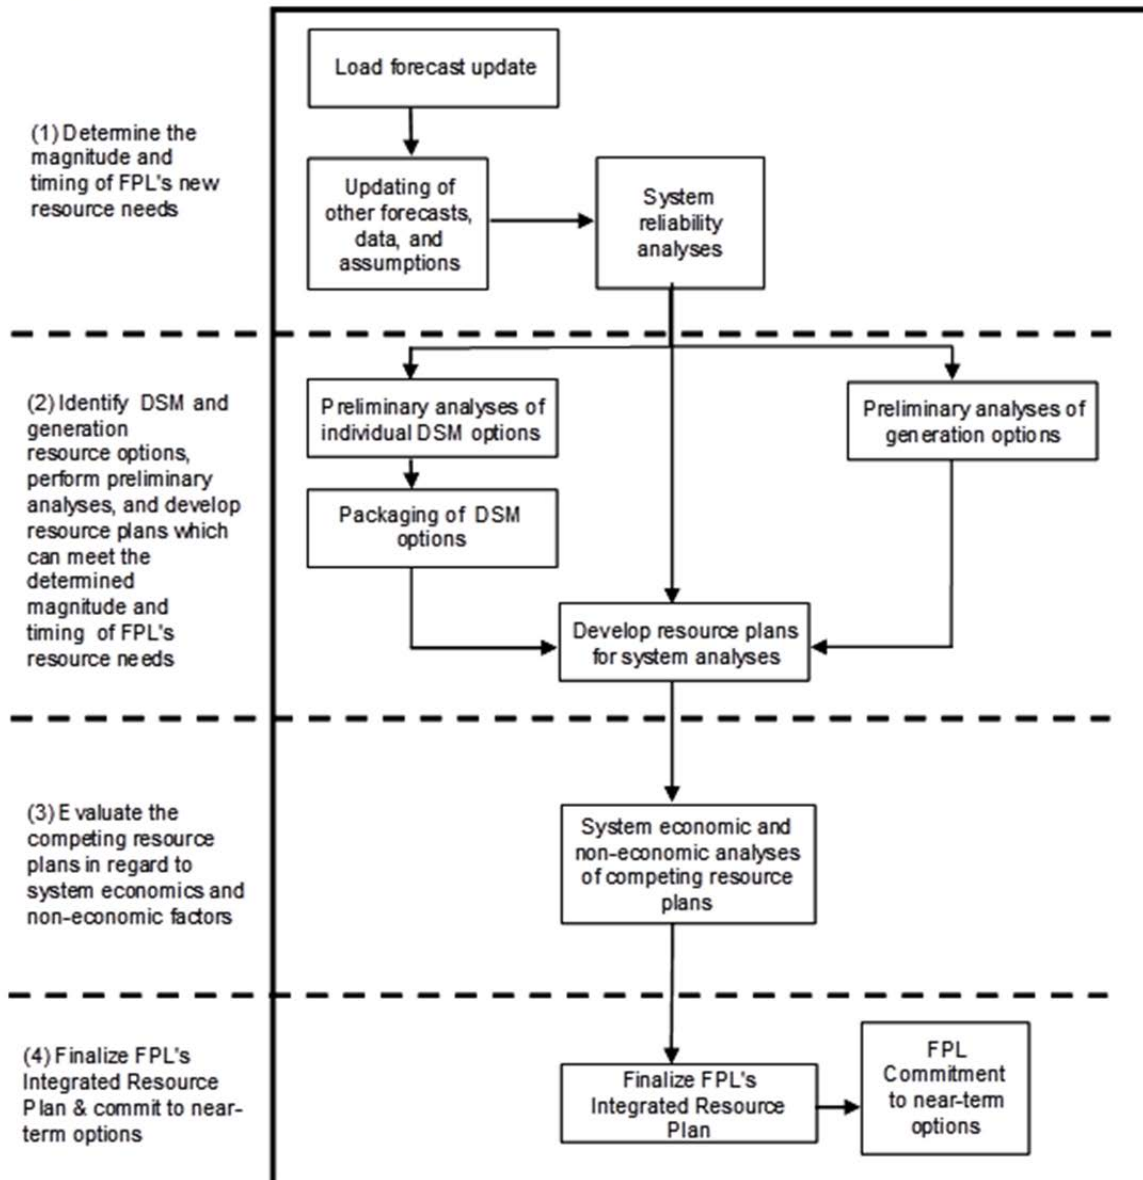 (1) Determine the
magnitude and
timing of FPL's new
resource needs
Load forecast update
Updating of
other forecasts,
data, and
assumptions
System
reliability
analyses
(2) Identify DSM and
generation
resource options,
perform preliminary
analyses, and develop
resource plans which
can meet the
determined
magnitude and
timing of FPL's
resource needs
Preliminary analyses of
individual DSM options
Preliminary analyses of
generation options
Packaging of DSM
options
Develop resource plans
for system analyses
(3) Evaluate the
competing resource
plans in regard to
system economics and
non-economic factors
System economic and
non-economic analyses
of competing resource
plans
(4) Finalize FPL's
Integrated Resource
Plan & commit to near-
term options
Finalize FPL's
Integrated Resource
Plan
FPL
Commitment
to near-term
options